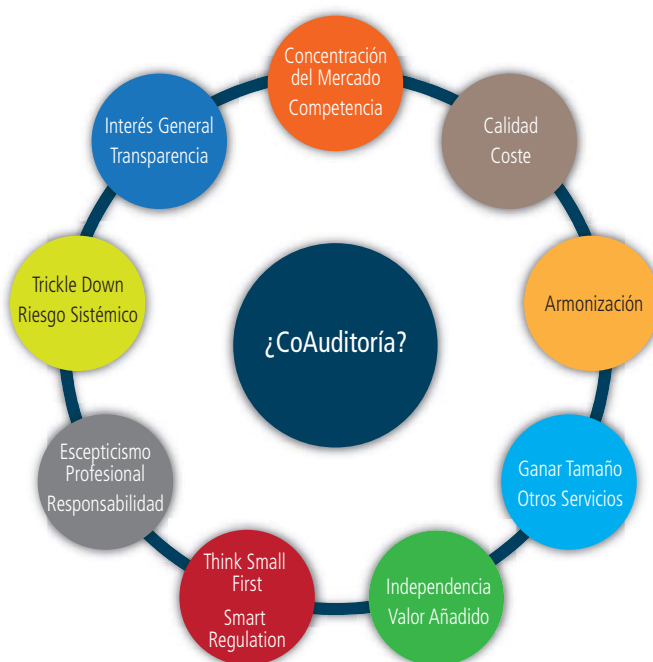 Concentración
del Mercado
Competencia
Calidad
Coste
Armonización
Ganar Tamaño
Otros Servicios
Independencia
Valor Añadido
Think Small
First
Smart
Regulation
Escepticismo
Profesional
Responsabilidad
Trickle Down
Riesgo Sistémico
Interés General
Transparencia
¿CoAuditoría?